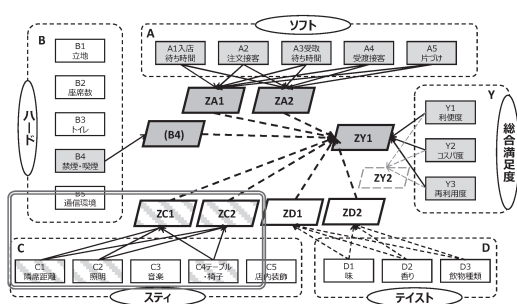 ソフト
A
A1入店
待ち時間
A2
注文接客
A3受取
待ち時間
A4
受渡接客
A5
片づけ
B
B1
立地
B2
座席数
B3
トイレ
B4
禁煙・喫煙
B5
通信環境
ハード
ZA1
ZA2
(B4)
ZY1
ZY2
Y
Y1
利便度
Y2
コスパ度
Y3
再利用度
総合満足度
ZC1
ZC2
ZD1
ZD2
C
C1
隣席距離
C2
照明
C3
音楽
C4テーブル
・椅子
C5
店内装飾
スティ
D
D1
味
D2
香り
D3
飲物種類
テイスト